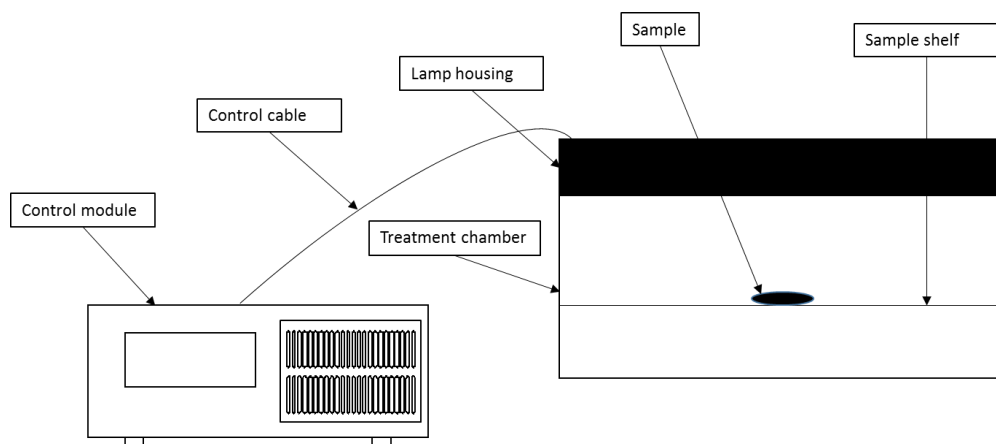 Sample
Sample shelf
Lamp housing
Control cable
Control module
Treatment chamber